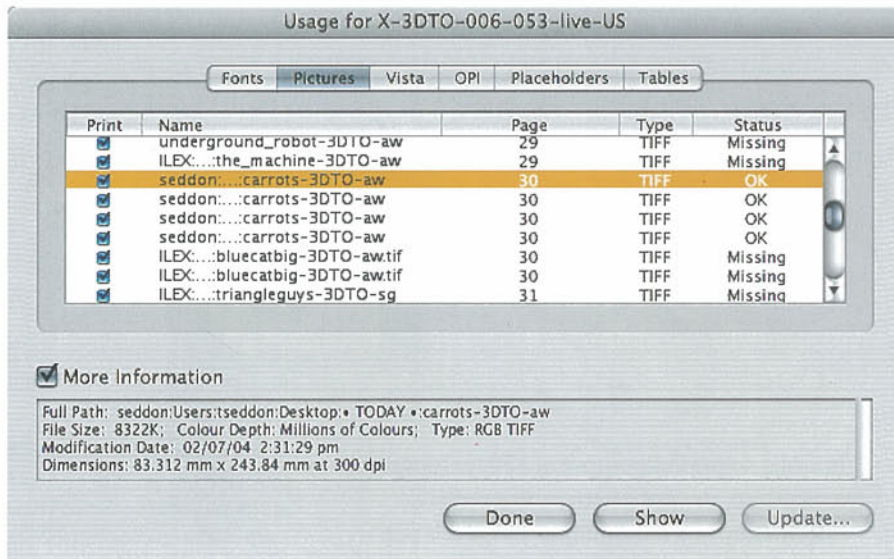 Usage for X-3DTO-006-053-live-US
Fonts Pictures Vista OPI Placeholders Tables
Print Name Page Type Status
underground_robot-3DTO-aw 29 TIFF Missing
ILEX:...:the_machine-3DTO-aw 29 TIFF Missing
seddon:...:carrots-3DTO-aw 30 TIFF OK
seddon:...:carrots-3DTO-aw 30 TIFF OK
seddon:...:carrots-3DTO-aw 30 TIFF OK
seddon:...:carrots-3DTO-aw 30 TIFF OK
ILEX:...:bluecatbig-3DTO-aw.tif 30 TIFF Missing
ILEX:...:bluecatbig-3DTO-aw.tif 30 TIFF Missing
ILEX:...:triangleguys-3DTO-sg 31 TIFF Missing
More Information
Full Path: seddon:Users:tseddon:Desktop:• TODAY •:carrots-3DTO-aw
File Size: 8322K; Colour Depth: Millions of Colours; Type: RGB TIFF
Modification Date: 02/07/04 2:31:29 pm
Dimensions: 83.312 mm x 243.84 mm at 300 dpi
Done Show Update...